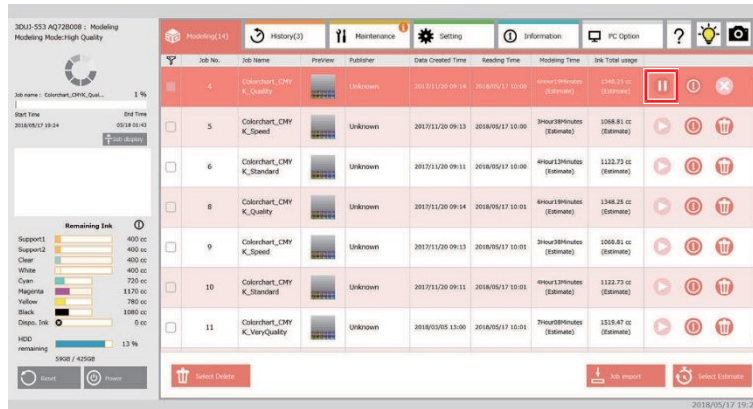 3DUJ-553 AQ72B008 : Modeling
Modeling Mode:High Quality
Job name : Colorchart_CMYK_Qual... 1 %
Start Time End Time
2018/05/17 19:24 05/18 01:43
Job display
Remaining Ink
Support1 400 cc
Support2 400 cc
Clear 400 cc
White 400 cc
Cyan 720 cc
Magenta 1170 cc
Yellow 780 cc
Black 1080 cc
Dispo. Ink 0 cc
HDD
remaining 13 %
59GB / 425GB
Reset Power
Modeling(14) History(3) Maintenance Setting Information PC Option ?
Job No. Job Name PreView Publisher Data Created Time Reading Time Modeling Time Ink Total usage
4 Colorchart_CMY
K_Quality Unknown 2017/11/20 09:14 2018/05/17 10:00 6Hour19Minutes
(Estimate) 1348.25 cc
(Estimate)
5 Colorchart_CMY
K_Speed Unknown 2017/11/20 09:13 2018/05/17 10:00 3Hour38Minutes
(Estimate) 1068.81 cc
(Estimate)
6 Colorchart_CMY
K_Standard Unknown 2017/11/20 09:11 2018/05/17 10:00 4Hour13Minutes
(Estimate) 1122.73 cc
(Estimate)
8 Colorchart_CMY
K_Quality Unknown 2017/11/20 09:14 2018/05/17 10:01 6Hour19Minutes
(Estimate) 1348.25 cc
(Estimate)
9 Colorchart_CMY
K_Speed Unknown 2017/11/20 09:13 2018/05/17 10:01 3Hour38Minutes
(Estimate) 1068.81 cc
(Estimate)
10 Colorchart_CMY
K_Standard Unknown 2017/11/20 09:11 2018/05/17 10:01 4Hour13Minutes
(Estimate) 1122.73 cc
(Estimate)
11 Colorchart_CMY
K_VeryQuality Unknown 2018/03/05 13:00 2018/05/17 10:01 7Hour08Minutes
(Estimate) 1519.47 cc
(Estimate)
Select Delete Job import Select Estimate
2018/05/17 19:2